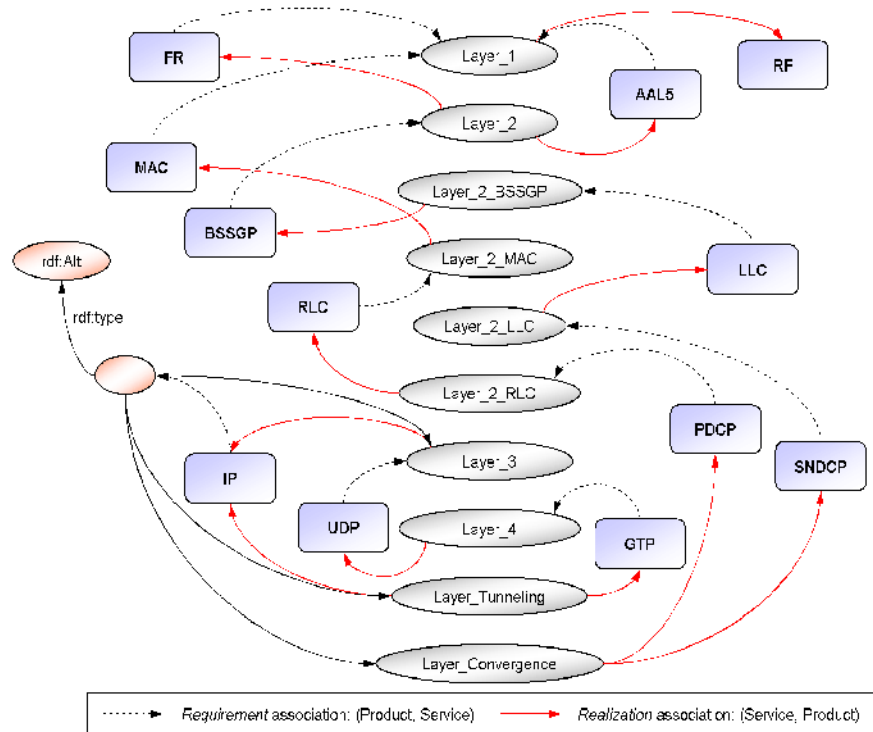 FR
Layer_1
RF
AAL5
Layer_2
MAC
Layer_2_BSSGP
BSSGP
rdf:Alt
Layer_2_MAC
LLC
RLC
rdf:type
Layer_2_LLC
Layer_2_RLC
PDCP
IP
Layer_3
SNDCP
UDP
Layer_4
GTP
Layer_Tunneling
Layer_Convergence
Requirement association: (Product, Service)
Realization association: (Service, Product)